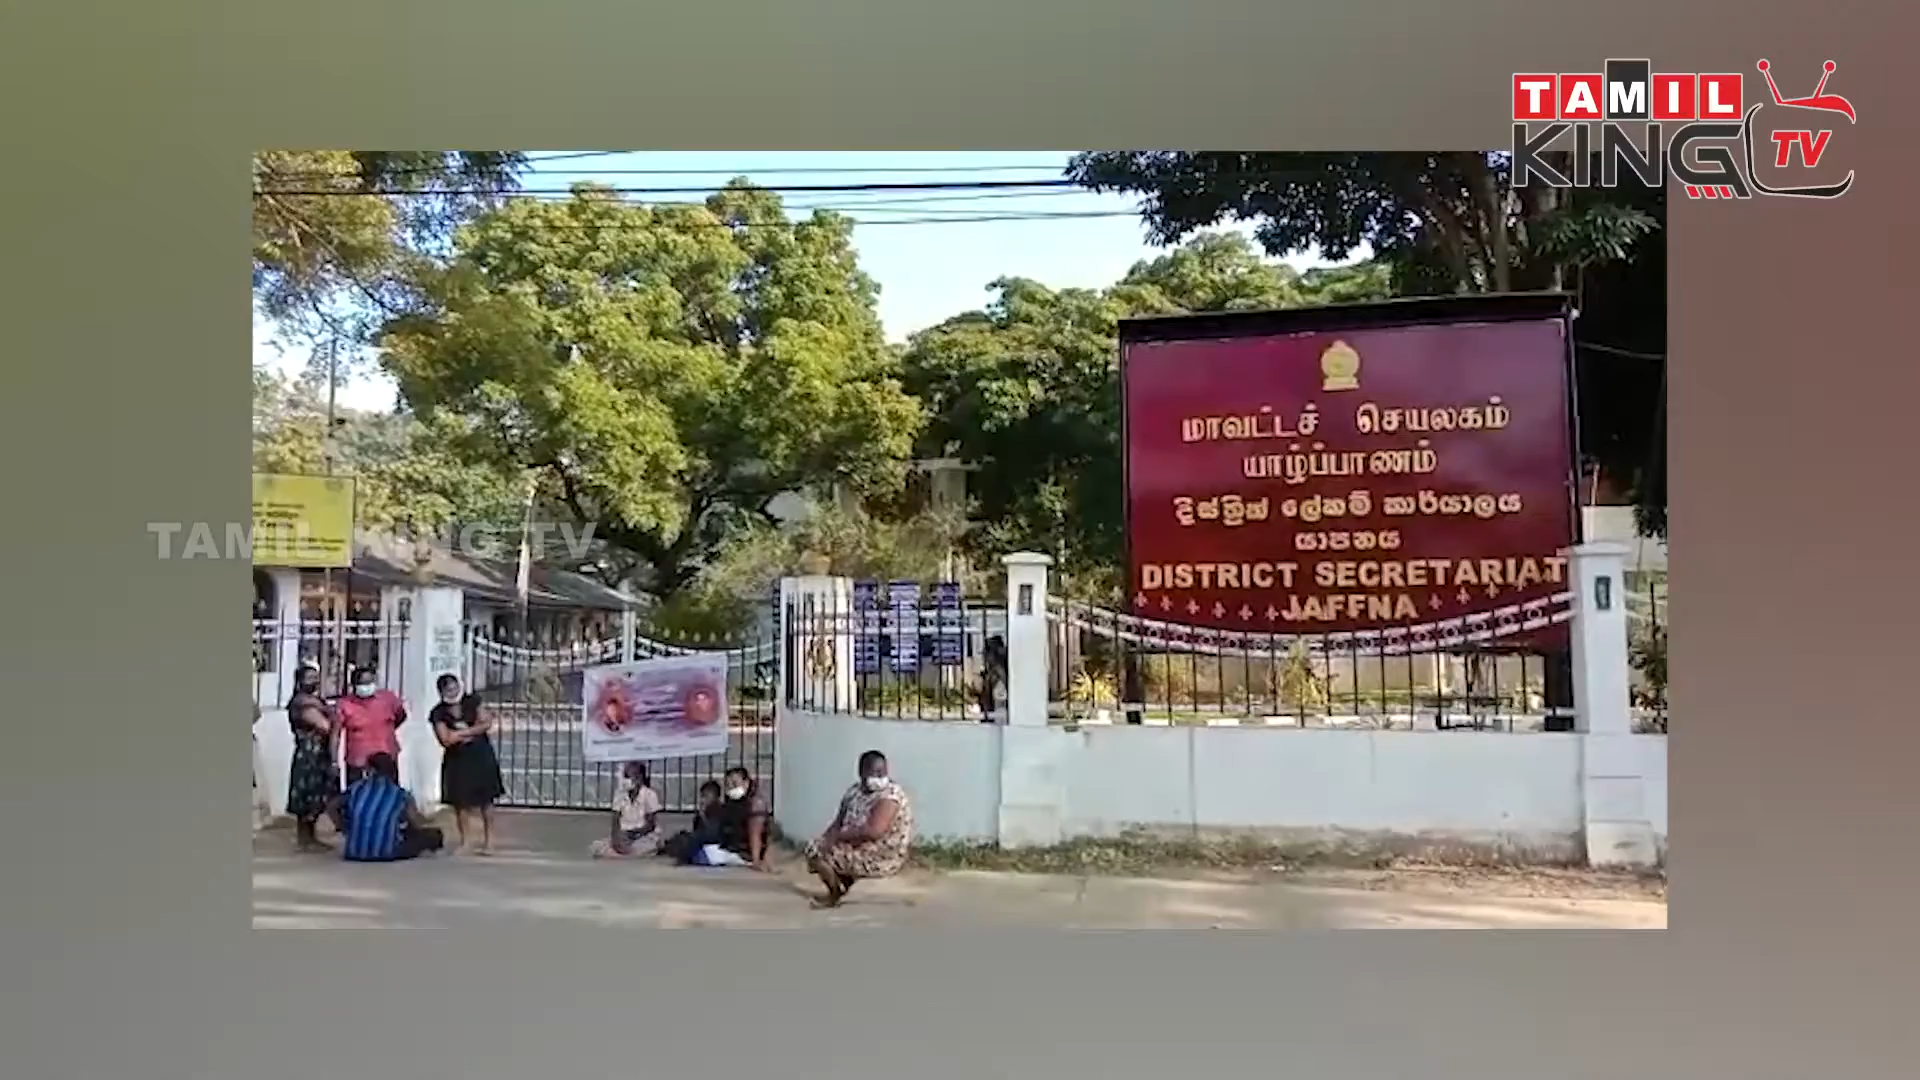 TAMIL
KING TV
மாவட்டச் செயலகம்
யாழ்ப்பாணம்
දිස්ත්‍රික් ලේකම් කාර්යාලය
යාපනය
DISTRICT SECRETARIAT
JAFFNA
TAMIL KING TV